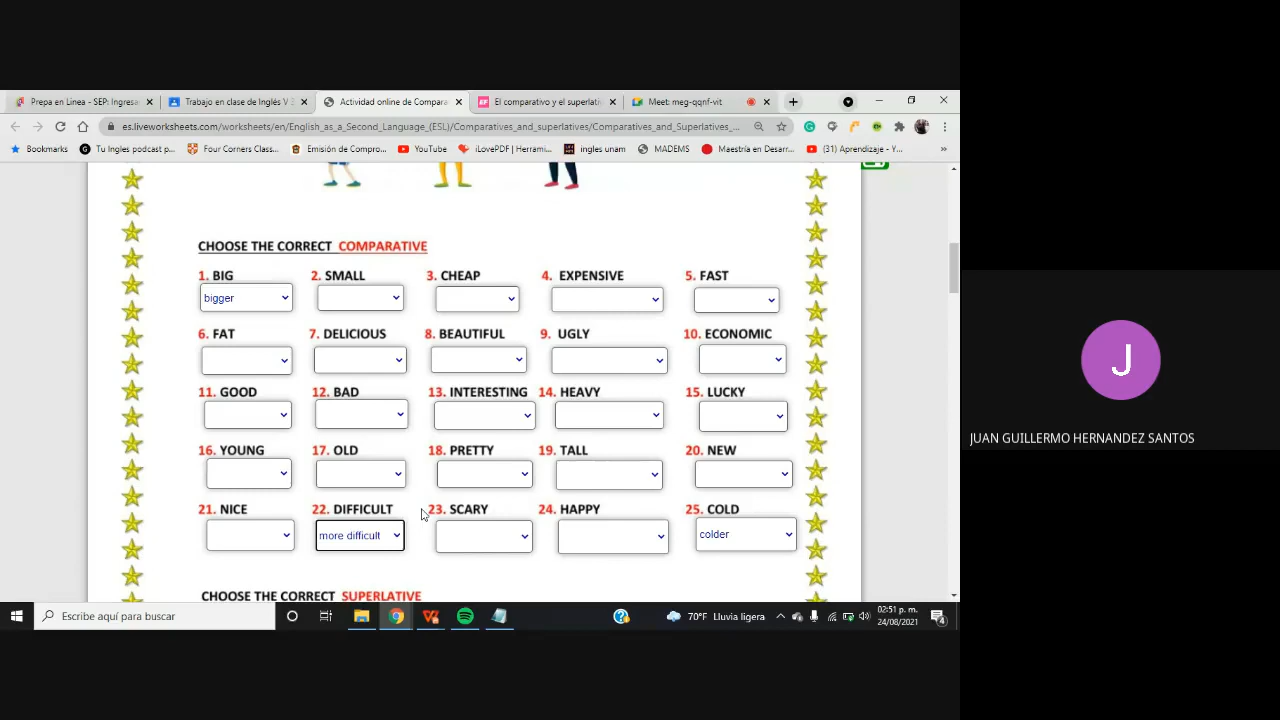 Prepa en Linea - SEP: Ingresa
Trabajo en clase de Inglés V
Actividad online de Compara
El comparativo y el superlati
Meet: meg-qqnf-vit
es.liveworksheets.com/worksheets/en/English_as_a_Second_Language_(ESL)/Comparatives_and_superlatives/Comparatives_and_Superlatives_...
Bookmarks
Tu Ingles podcast p...
Four Corners Class...
Emisión de Compro...
YouTube
iLovePDF | Herrami...
ingles unam
MADEMS
Maestría en Desarr...
(31) Aprendizaje - Y...
»
CHOOSE THE CORRECT COMPARATIVE
1. BIG 2. SMALL 3. CHEAP 4. EXPENSIVE 5. FAST
bigger
6. FAT 7. DELICIOUS 8. BEAUTIFUL 9. UGLY 10. ECONOMIC
11. GOOD 12. BAD 13. INTERESTING 14. HEAVY 15. LUCKY
16. YOUNG 17. OLD 18. PRETTY 19. TALL 20. NEW
21. NICE 22. DIFFICULT 23. SCARY 24. HAPPY 25. COLD
more difficult colder
CHOOSE THE CORRECT SUPERLATIVE
J
JUAN GUILLERMO HERNANDEZ SANTOS
Escribe aquí para buscar
70°F Lluvia ligera
02:51 p. m.
24/08/2021
4